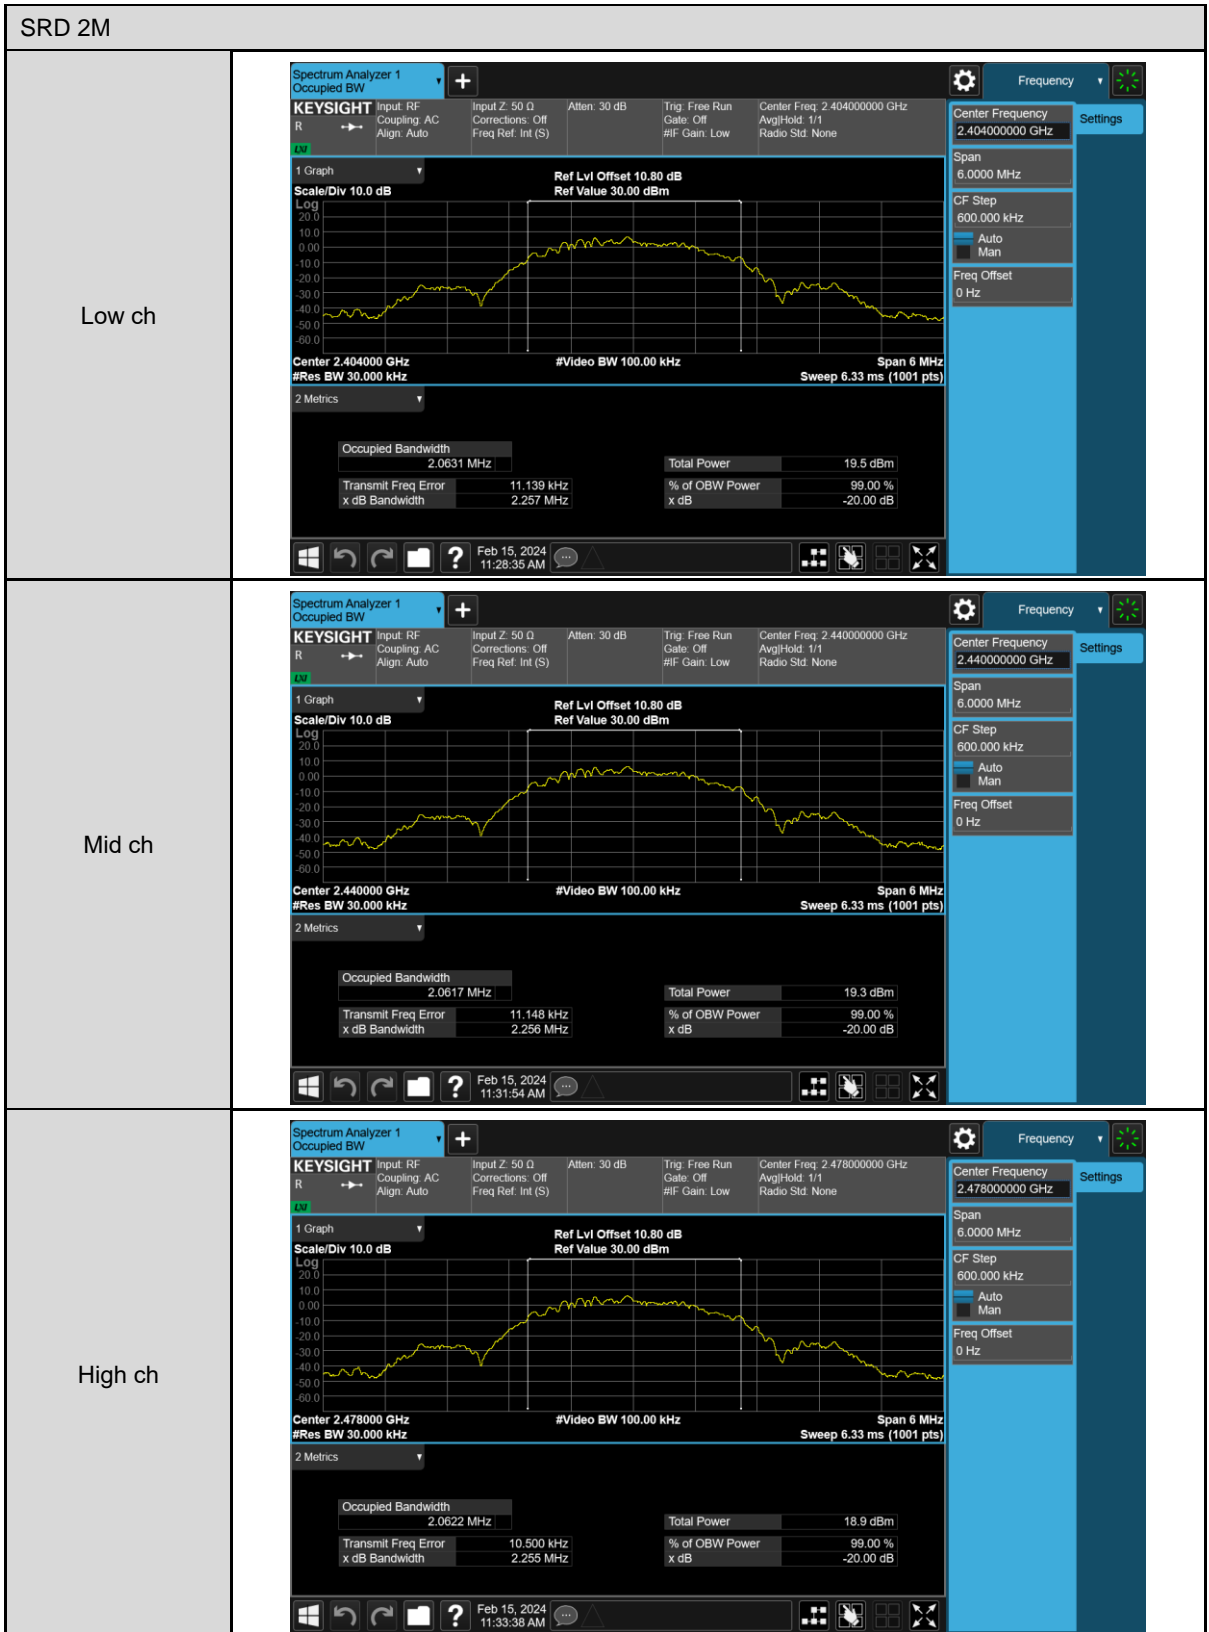 SRD 2M
Low ch
Spectrum Analyzer 1
Occupied BW
Frequency
KEYSIGHT
R
LXI
Input: RF
Coupling: AC
Align: Auto
Input Z: 50 Ω
Corrections: Off
Freq Ref: Int (S)
Atten: 30 dB
Trig: Free Run
Gate: Off
#IF Gain: Low
Center Freq: 2.404000000 GHz
Avg|Hold: 1/1
Radio Std: None
Center Frequency
2.404000000 GHz
Settings
Span
6.0000 MHz
CF Step
600.000 kHz
Auto
Man
Freq Offset
0 Hz
1 Graph
Scale/Div 10.0 dB
Ref Lvl Offset 10.80 dB
Ref Value 30.00 dBm
Log
20.0
10.0
0.00
-10.0
-20.0
-30.0
-40.0
-50.0
-60.0
Center 2.404000 GHz
#Video BW 100.00 kHz
Span 6 MHz
#Res BW 30.000 kHz
Sweep 6.33 ms (1001 pts)
2 Metrics
Occupied Bandwidth
2.0631 MHz
Total Power 19.5 dBm
Transmit Freq Error 11.139 kHz
% of OBW Power 99.00 %
x dB Bandwidth 2.257 MHz
x dB -20.00 dB
Feb 15, 2024
11:28:35 AM
Mid ch
Spectrum Analyzer 1
Occupied BW
Frequency
KEYSIGHT
R
LXI
Input: RF
Coupling: AC
Align: Auto
Input Z: 50 Ω
Corrections: Off
Freq Ref: Int (S)
Atten: 30 dB
Trig: Free Run
Gate: Off
#IF Gain: Low
Center Freq: 2.440000000 GHz
Avg|Hold: 1/1
Radio Std: None
Center Frequency
2.440000000 GHz
Settings
Span
6.0000 MHz
CF Step
600.000 kHz
Auto
Man
Freq Offset
0 Hz
1 Graph
Scale/Div 10.0 dB
Ref Lvl Offset 10.80 dB
Ref Value 30.00 dBm
Log
20.0
10.0
0.00
-10.0
-20.0
-30.0
-40.0
-50.0
-60.0
Center 2.440000 GHz
#Video BW 100.00 kHz
Span 6 MHz
#Res BW 30.000 kHz
Sweep 6.33 ms (1001 pts)
2 Metrics
Occupied Bandwidth
2.0617 MHz
Total Power 19.3 dBm
Transmit Freq Error 11.148 kHz
% of OBW Power 99.00 %
x dB Bandwidth 2.256 MHz
x dB -20.00 dB
Feb 15, 2024
11:31:54 AM
High ch
Spectrum Analyzer 1
Occupied BW
Frequency
KEYSIGHT
R
LXI
Input: RF
Coupling: AC
Align: Auto
Input Z: 50 Ω
Corrections: Off
Freq Ref: Int (S)
Atten: 30 dB
Trig: Free Run
Gate: Off
#IF Gain: Low
Center Freq: 2.478000000 GHz
Avg|Hold: 1/1
Radio Std: None
Center Frequency
2.478000000 GHz
Settings
Span
6.0000 MHz
CF Step
600.000 kHz
Auto
Man
Freq Offset
0 Hz
1 Graph
Scale/Div 10.0 dB
Ref Lvl Offset 10.80 dB
Ref Value 30.00 dBm
Log
20.0
10.0
0.00
-10.0
-20.0
-30.0
-40.0
-50.0
-60.0
Center 2.478000 GHz
#Video BW 100.00 kHz
Span 6 MHz
#Res BW 30.000 kHz
Sweep 6.33 ms (1001 pts)
2 Metrics
Occupied Bandwidth
2.0622 MHz
Total Power 18.9 dBm
Transmit Freq Error 10.500 kHz
% of OBW Power 99.00 %
x dB Bandwidth 2.255 MHz
x dB -20.00 dB
Feb 15, 2024
11:33:38 AM